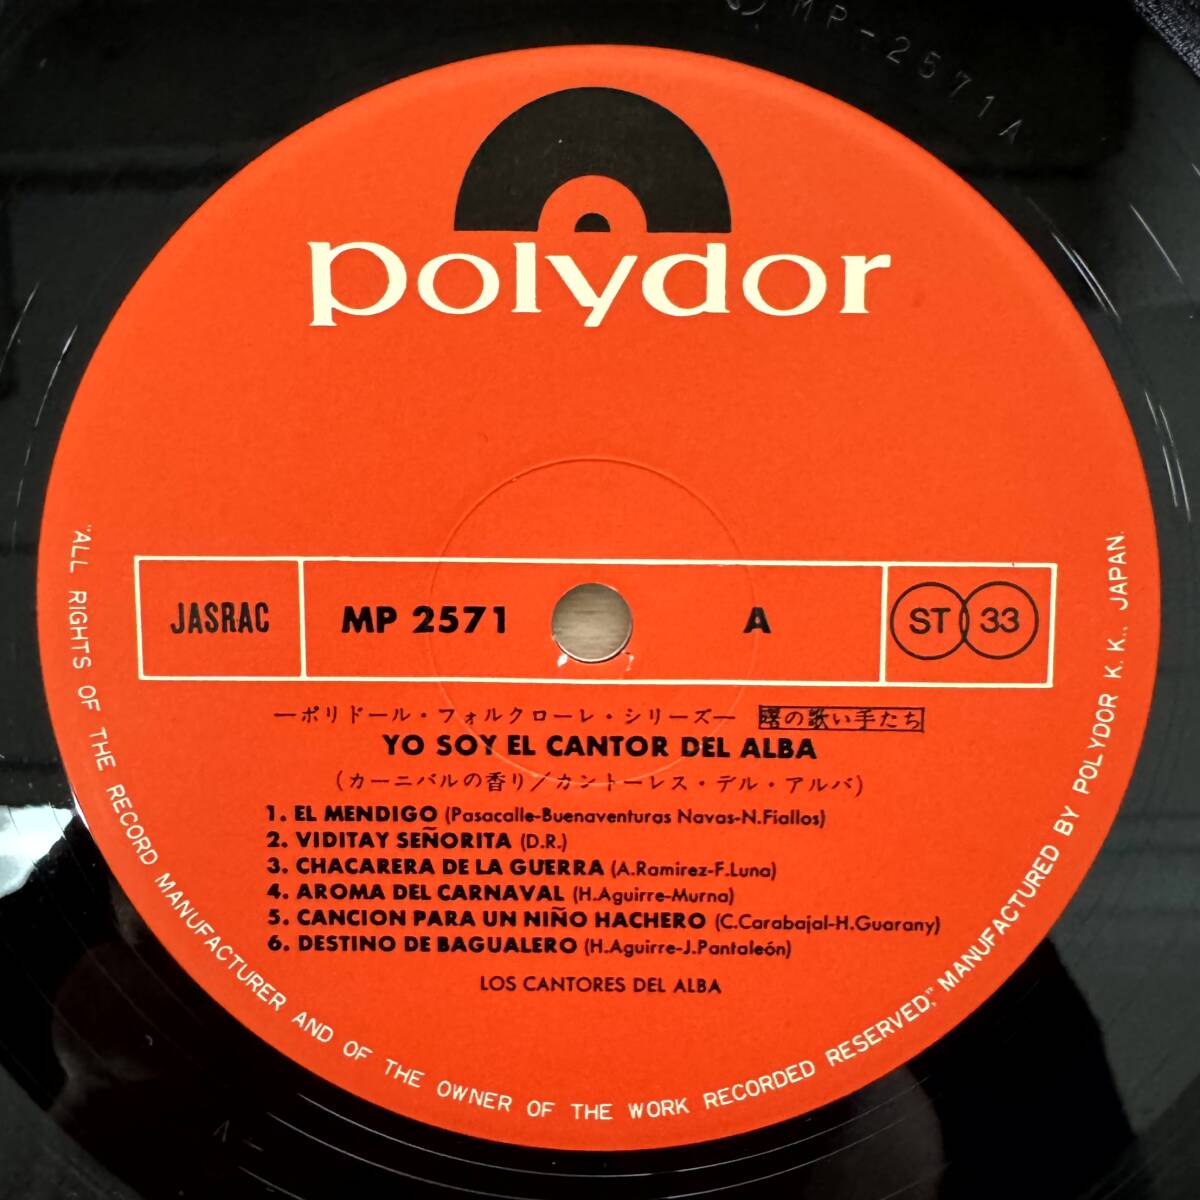 MP-2571A
polydor
JASRAC MP 2571 A ST 33
—ポリドール・フォルクローレ・シリーズ— 曙の歌い手たち
YO SOY EL CANTOR DEL ALBA
(カーニバルの香り/カントーレス・デル・アルバ)
1. EL MENDIGO (Pasacalle-Buenaventuras Navas-N.Fiallos)
2. VIDITAY SEÑORITA (D.R.)
3. CHACARERA DE LA GUERRA (A.Ramirez-F.Luna)
4. AROMA DEL CARNAVAL (H.Aguirre-Murna)
5. CANCION PARA UN NIÑO HACHERO (C.Carabajal-H.Guarany)
6. DESTINO DE BAGUALERO (H.Aguirre-J.Pantaleón)
LOS CANTORES DEL ALBA
"ALL RIGHTS OF THE RECORD MANUFACTURER AND OF THE OWNER OF THE WORK RECORDED RESERVED," MANUFACTURED BY POLYDOR K. K., JAPAN.